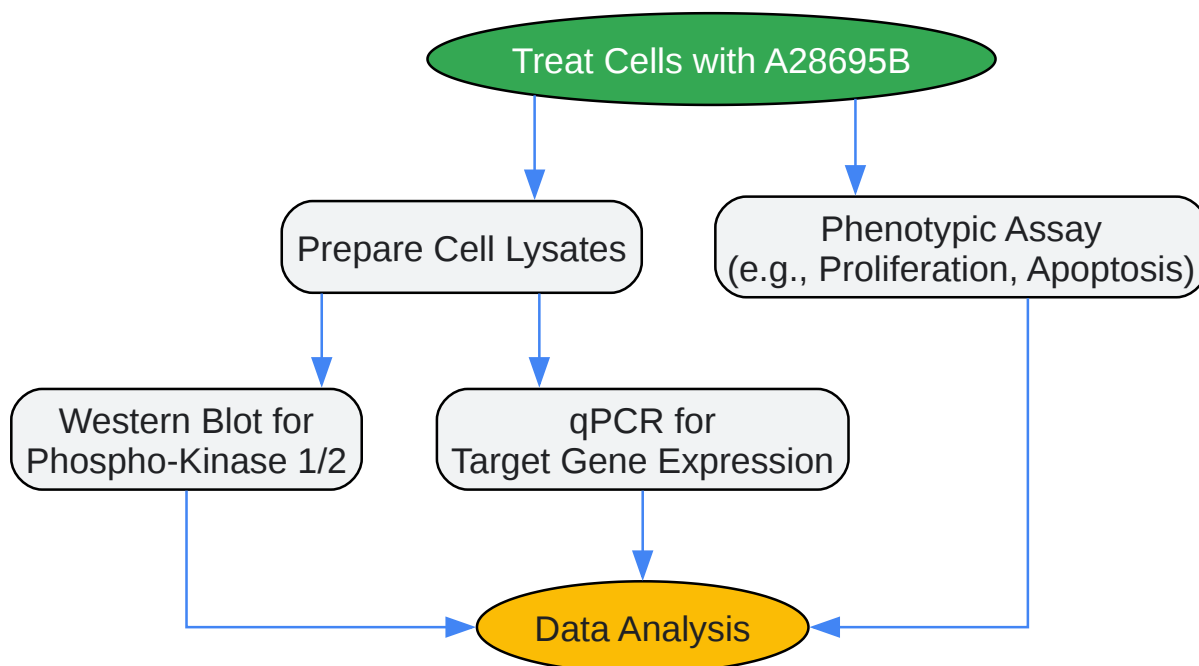 Treat Cells with A28695B
Prepare Cell Lysates
Phenotypic Assay
(e.g., Proliferation, Apoptosis)
Western Blot for
Phospho-Kinase 1/2
qPCR for
Target Gene Expression
Data Analysis